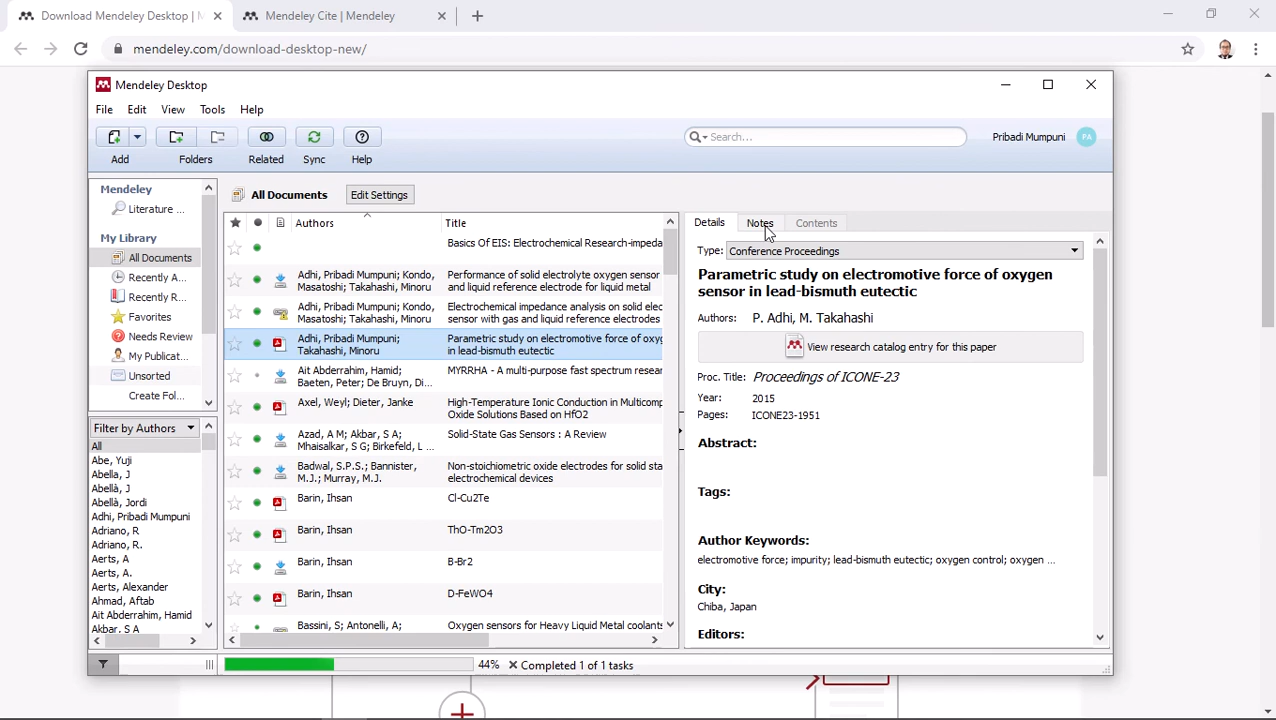 Download Mendeley Desktop | M
Mendeley Cite | Mendeley
mendeley.com/download-desktop-new/
Mendeley Desktop
File Edit View Tools Help
Search...
Pribadi Mumpuni PA
Add Folders Related Sync Help
Mendeley
Literature ...
My Library
All Documents
Recently A...
Recently R...
Favorites
Needs Review
My Publicat...
Unsorted
Create Fol...
Filter by Authors
All
Abe, Yuji
Abella, J
Abellà, J
Abellà, Jordi
Adhi, Pribadi Mumpuni
Adriano, R
Adriano, R.
Aerts, A
Aerts, A.
Aerts, Alexander
Ahmad, Aftab
Ait Abderrahim, Hamid
Akbar, S A
All Documents Edit Settings
Authors Title
Basics Of EIS: Electrochemical Research-impeda
Adhi, Pribadi Mumpuni; Kondo, Performance of solid electrolyte oxygen sensor
Masatoshi; Takahashi, Minoru and liquid reference electrode for liquid metal
Adhi, Pribadi Mumpuni; Kondo, Electrochemical impedance analysis on solid elec
Masatoshi; Takahashi, Minoru sensor with gas and liquid reference electrodes
Adhi, Pribadi Mumpuni; Parametric study on electromotive force of oxyg
Takahashi, Minoru in lead-bismuth eutectic
Ait Abderrahim, Hamid; MYRRHA - A multi-purpose fast spectrum resear
Baeten, Peter; De Bruyn, Di...
Axel, Weyl; Dieter, Janke High-Temperature Ionic Conduction in Multicomp
Oxide Solutions Based on HfO2
Azad, A M; Akbar, S A; Solid-State Gas Sensors : A Review
Mhaisalkar, S G; Birkefeld, L ...
Badwal, S.P.S.; Bannister, Non-stoichiometric oxide electrodes for solid sta
M.J.; Murray, M.J. electrochemical devices
Barin, Ihsan Cl-Cu2Te
Barin, Ihsan ThO-Tm2O3
Barin, Ihsan B-Br2
Barin, Ihsan D-FeWO4
Bassini, S; Antonelli, A; Oxygen sensors for Heavy Liquid Metal coolants
Details Notes Contents
Type: Conference Proceedings
Parametric study on electromotive force of oxygen
sensor in lead-bismuth eutectic
Authors: P. Adhi, M. Takahashi
View research catalog entry for this paper
Proc. Title: Proceedings of ICONE-23
Year: 2015
Pages: ICONE23-1951
Abstract:
Tags:
Author Keywords:
electromotive force; impurity; lead-bismuth eutectic; oxygen control; oxygen ...
City:
Chiba, Japan
Editors:
44% Completed 1 of 1 tasks